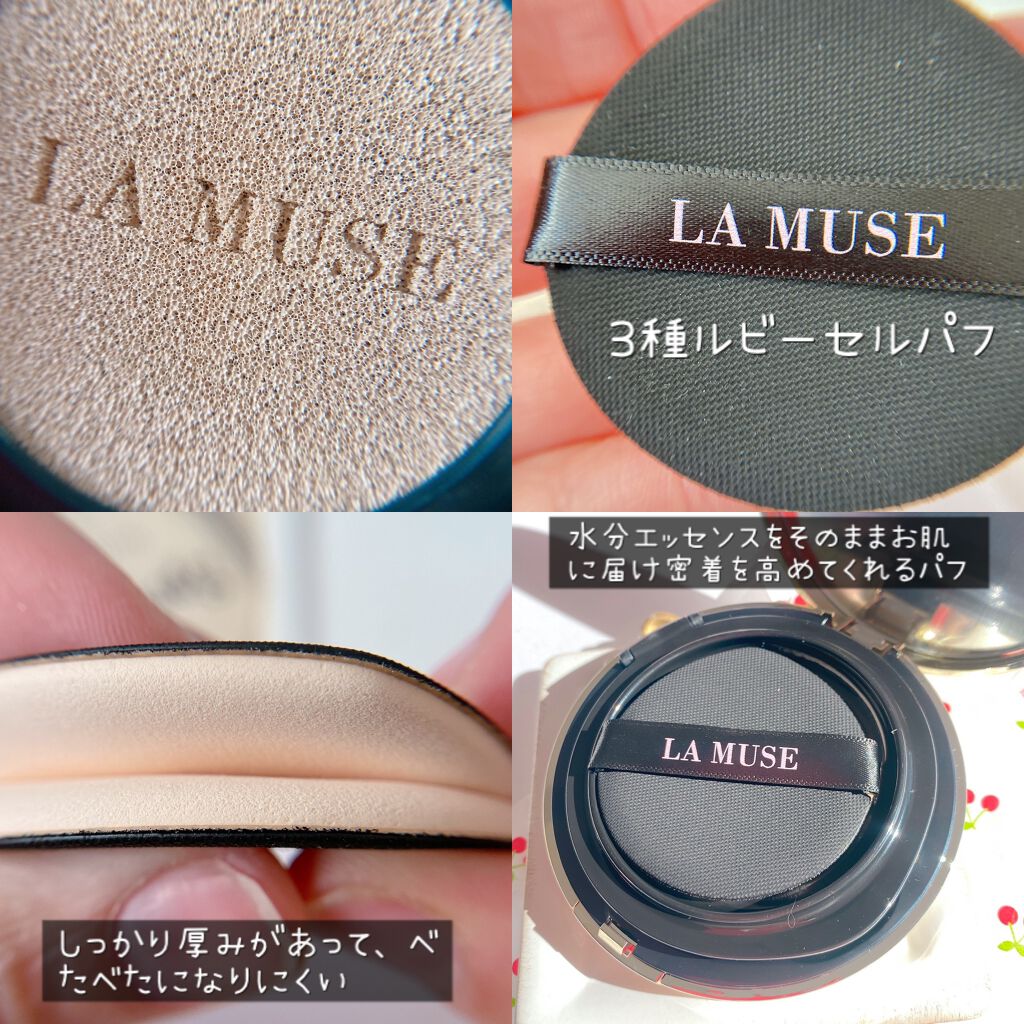 LA MUSE
LA MUSE
3種ルビーセルパフ
しっかり厚みがあって、べ
たべたになりにくい
水分エッセンスをそのままお肌
に届け密着を高めてくれるパフ
LA MUSE